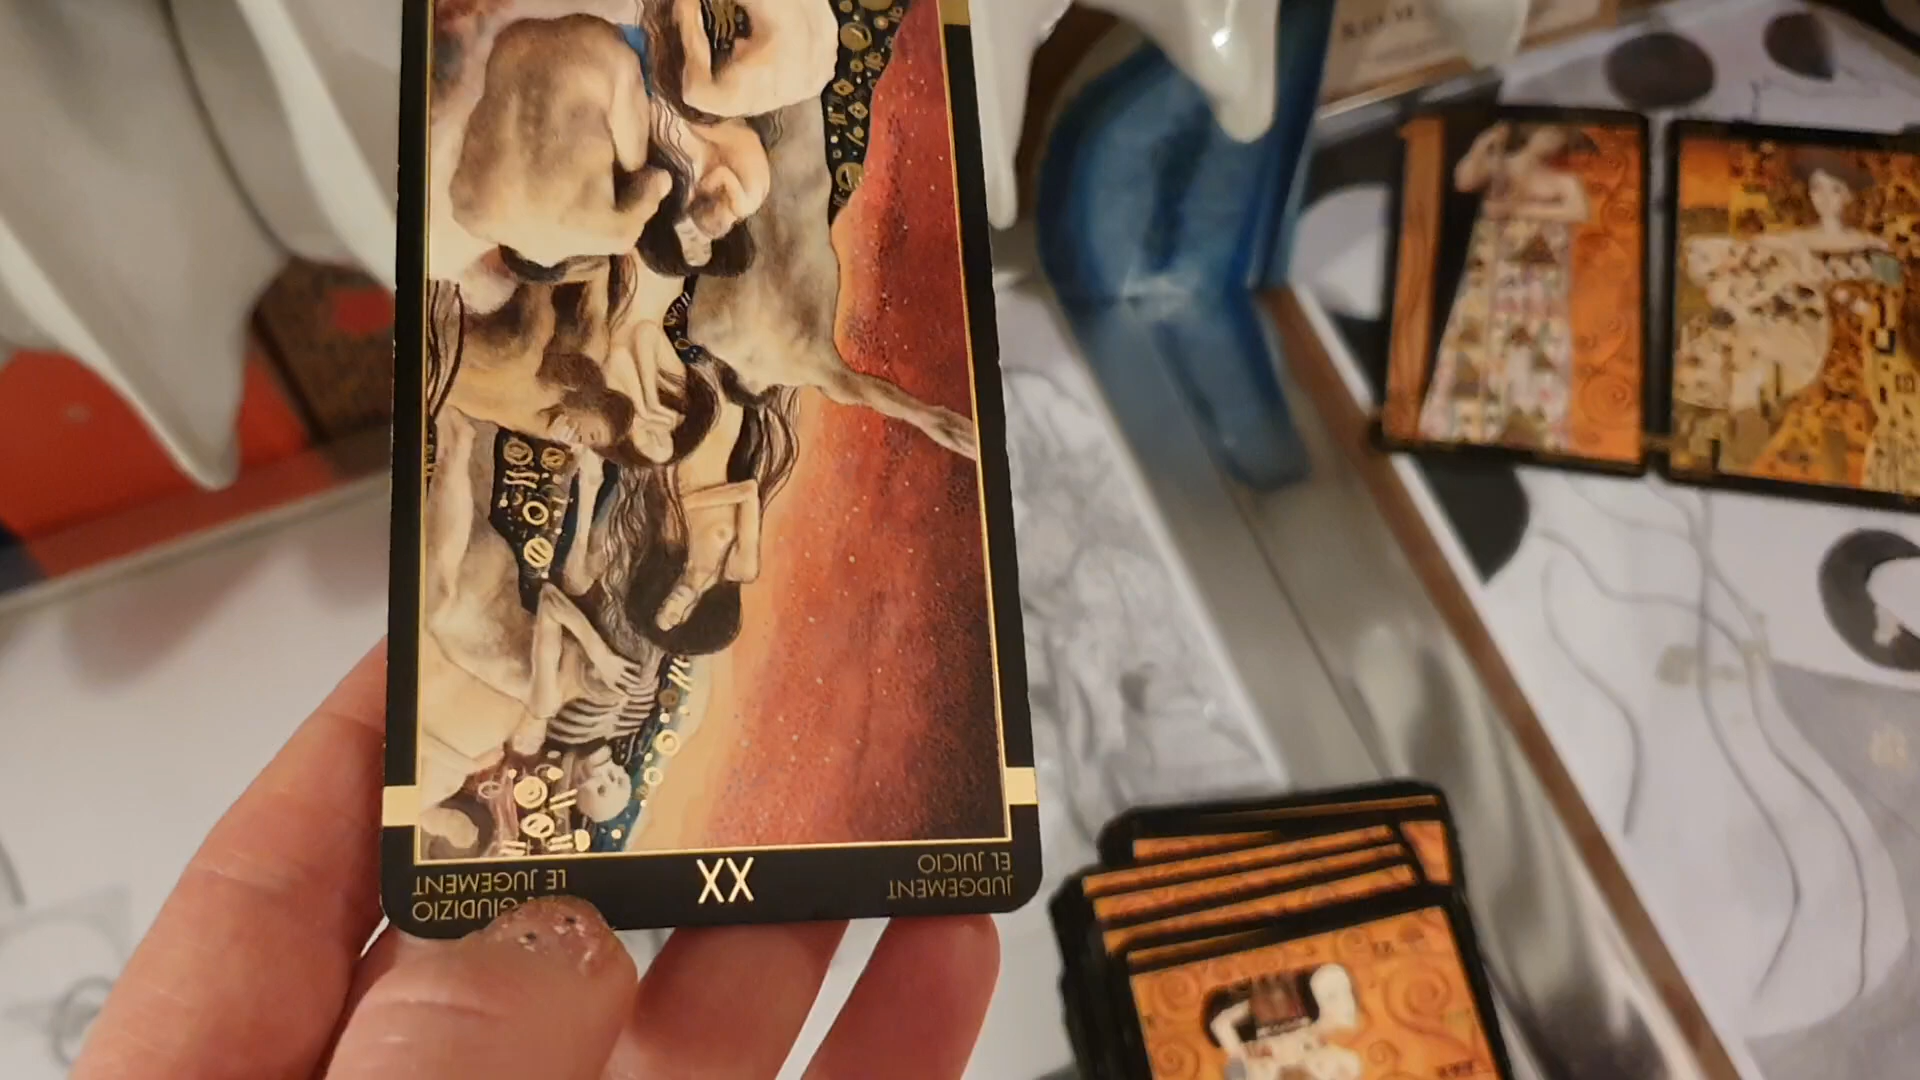 XX
JUDGEMENT
EL JUICIO
LE JUGEMENT
GIUDIZIO